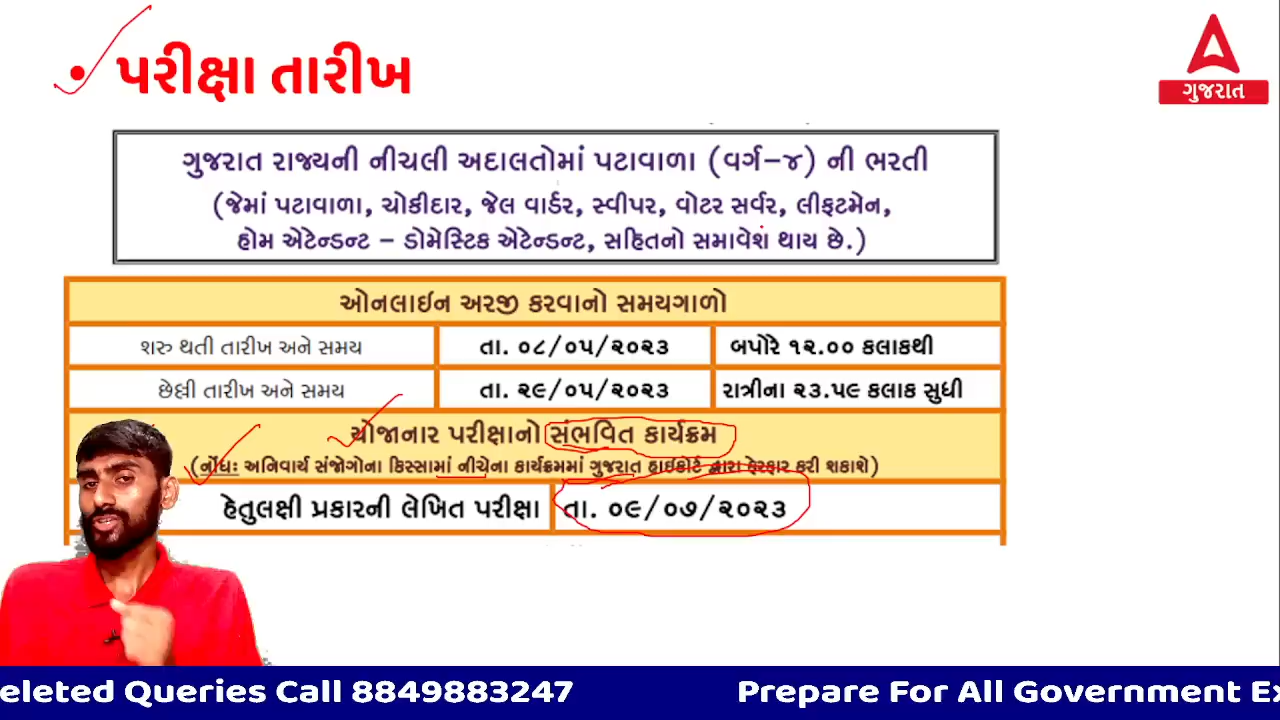 • પરીક્ષા તારીખ
ગુજરાત
ગુજરાત રાજ્યની નીચલી અદાલતોમાં પટાવાળા (વર્ગ-૪) ની ભરતી
(જેમાં પટાવાળા, ચોકીદાર, જેલ વાર્ડર, સ્વીપર, વોટર સર્વર, લીફ્ટમેન,
હોમ એટેન્ડન્ટ - ડોમેસ્ટિક એટેન્ડન્ટ, સહિતનો સમાવેશ થાય છે.)
ઓનલાઈન અરજી કરવાનો સમયગાળો
શરુ થતી તારીખ અને સમય તા. ૦૮/૦૫/૨૦૨૩ બપોરે ૧૨.૦૦ કલાકથી
છેલ્લી તારીખ અને સમય તા. ૨૯/૦૫/૨૦૨૩ રાત્રીના ૨૩.૫૯ કલાક સુધી
યોજાનાર પરીક્ષાનો સંભવિત કાર્યક્રમ
(નોંધઃ અનિવાર્ય સંજોગોના કિસ્સામાં નીચેના કાર્યક્રમમાં ગુજરાત હાઈકોર્ટ દ્વારા ફેરફાર કરી શકાશે)
હેતુલક્ષી પ્રકારની લેખિત પરીક્ષા તા. ૦૯/૦૭/૨૦૨૩
eleted Queries Call 8849883247 Prepare For All Government Ex